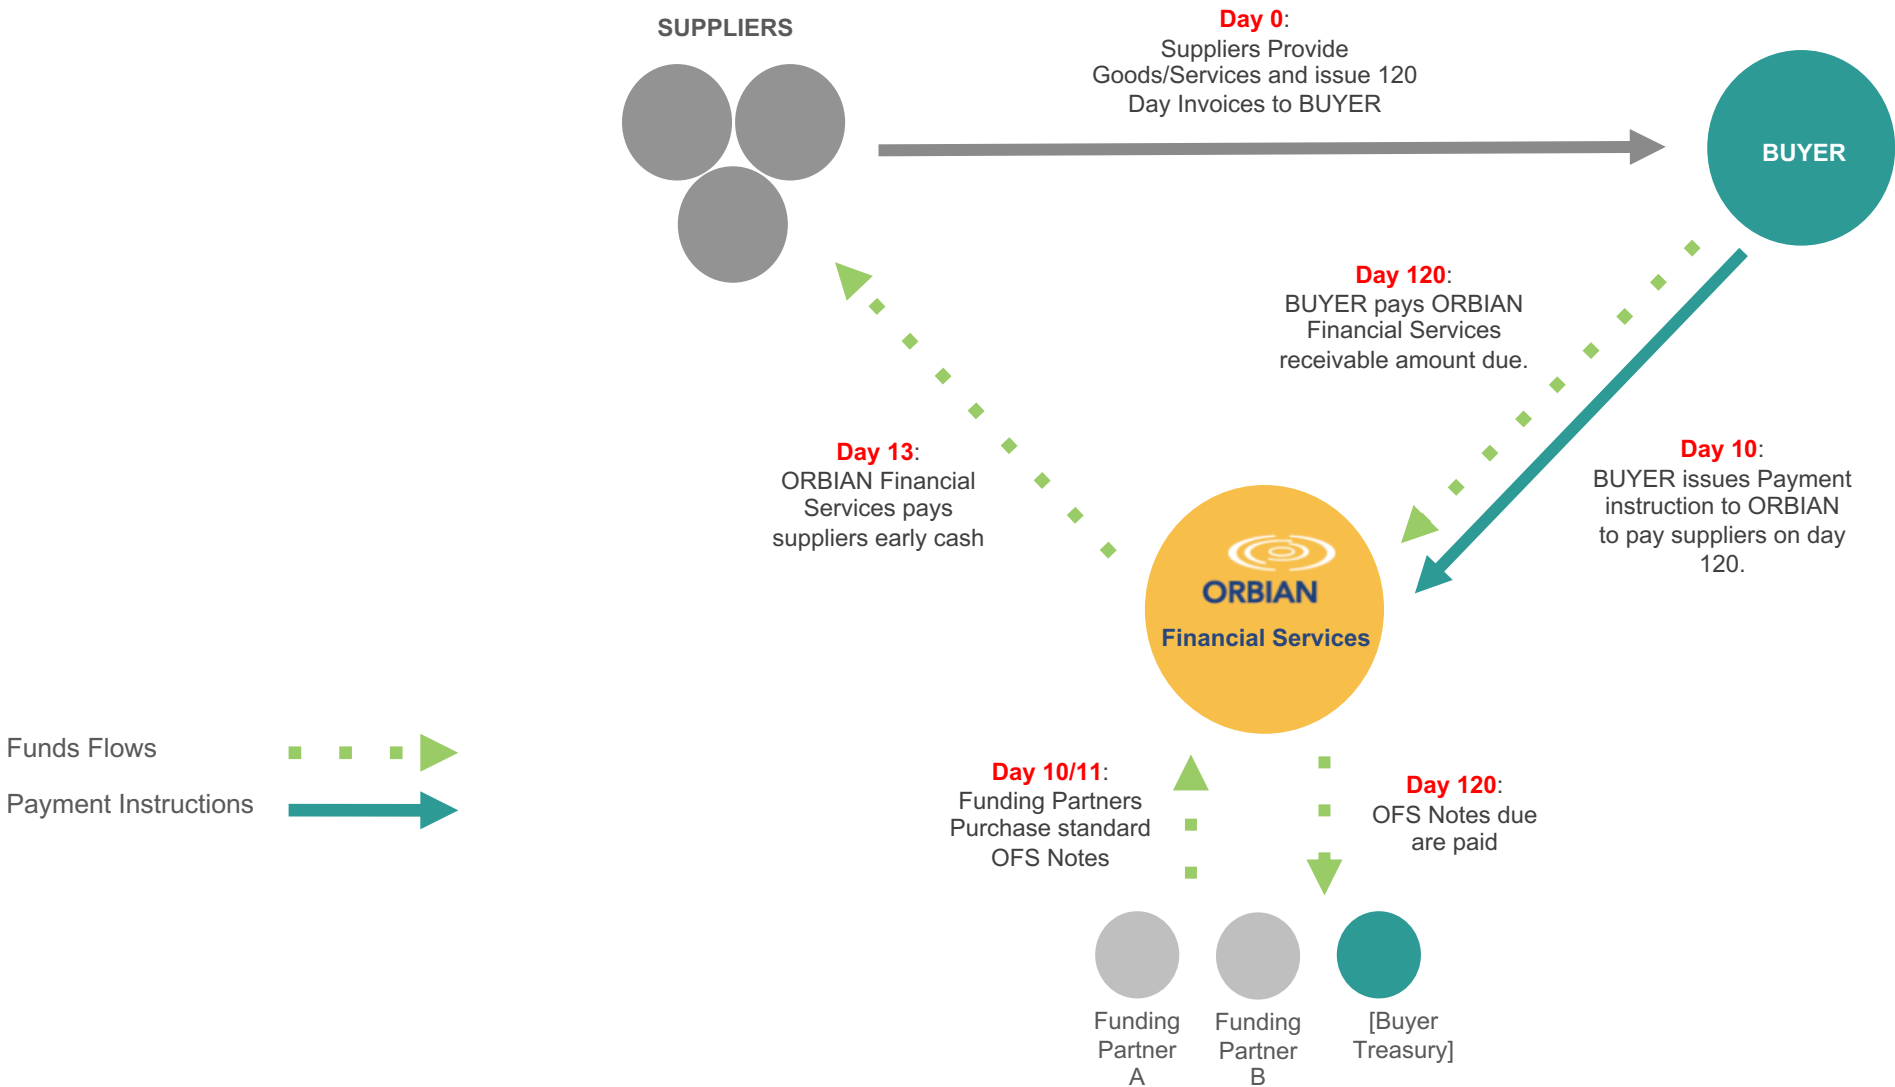 SUPPLIERS
Day 0:
Suppliers Provide
Goods/Services and issue 120
Day Invoices to BUYER
BUYER
Day 120:
BUYER pays ORBIAN
Financial Services
receivable amount due.
Day 13:
ORBIAN Financial
Services pays
suppliers early cash
Day 10:
BUYER issues Payment
instruction to ORBIAN
to pay suppliers on day
120.
ORBIAN
Financial Services
Funds Flows
Payment Instructions
Day 10/11:
Funding Partners
Purchase standard
OFS Notes
Day 120:
OFS Notes due
are paid
Funding
Partner
A
Funding
Partner
B
[Buyer
Treasury]